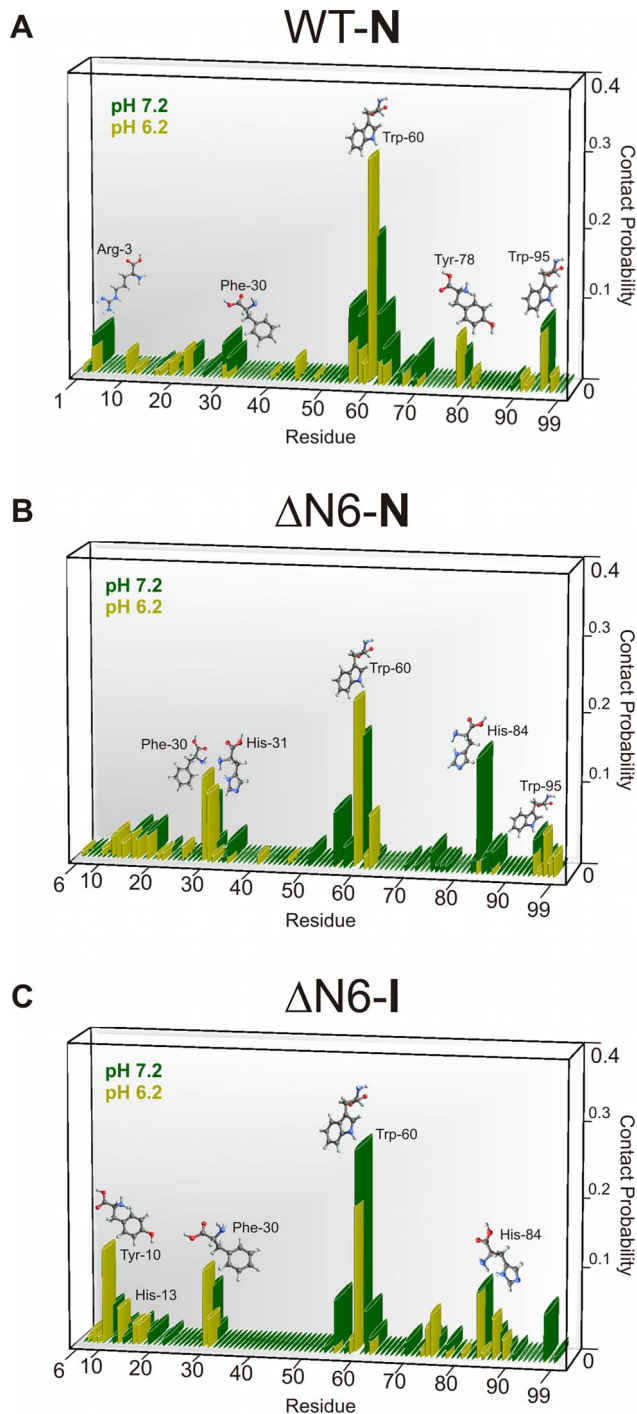 A
WT-N
pH 7.2
pH 6.2
Arg-3
Phe-30
Trp-60
Tyr-78
Trp-95
0.4
0.3
0.2
0.1
0
Contact Probability
1
10
20
30
40
50
60
70
80
90
99
Residue
B
ΔN6-N
pH 7.2
pH 6.2
Phe-30
His-31
Trp-60
His-84
Trp-95
0.4
0.3
0.2
0.1
0
Contact Probability
6
10
20
30
40
50
60
70
80
90
99
Residue
C
ΔN6-I
pH 7.2
pH 6.2
Tyr-10
His-13
Phe-30
Trp-60
His-84
0.4
0.3
0.2
0.1
0
Contact Probability
6
10
20
30
40
50
60
70
80
90
99
Residue